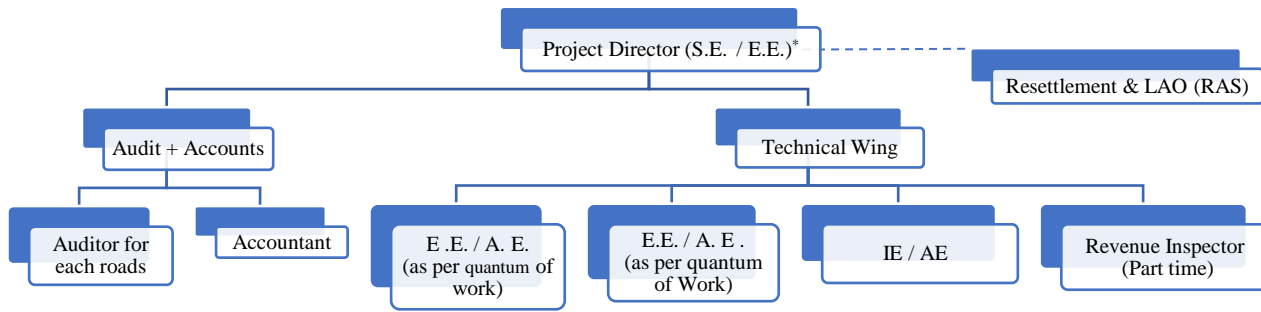 Project Director (S.E. / E.E.)*
Resettlement & LAO (RAS)
Audit + Accounts
Technical Wing
Auditor for
each roads
Accountant
E .E. / A. E.
(as per quantum of
work)
E.E. / A. E .
(as per quantum
of Work)
IE / AE
Revenue Inspector
(Part time)